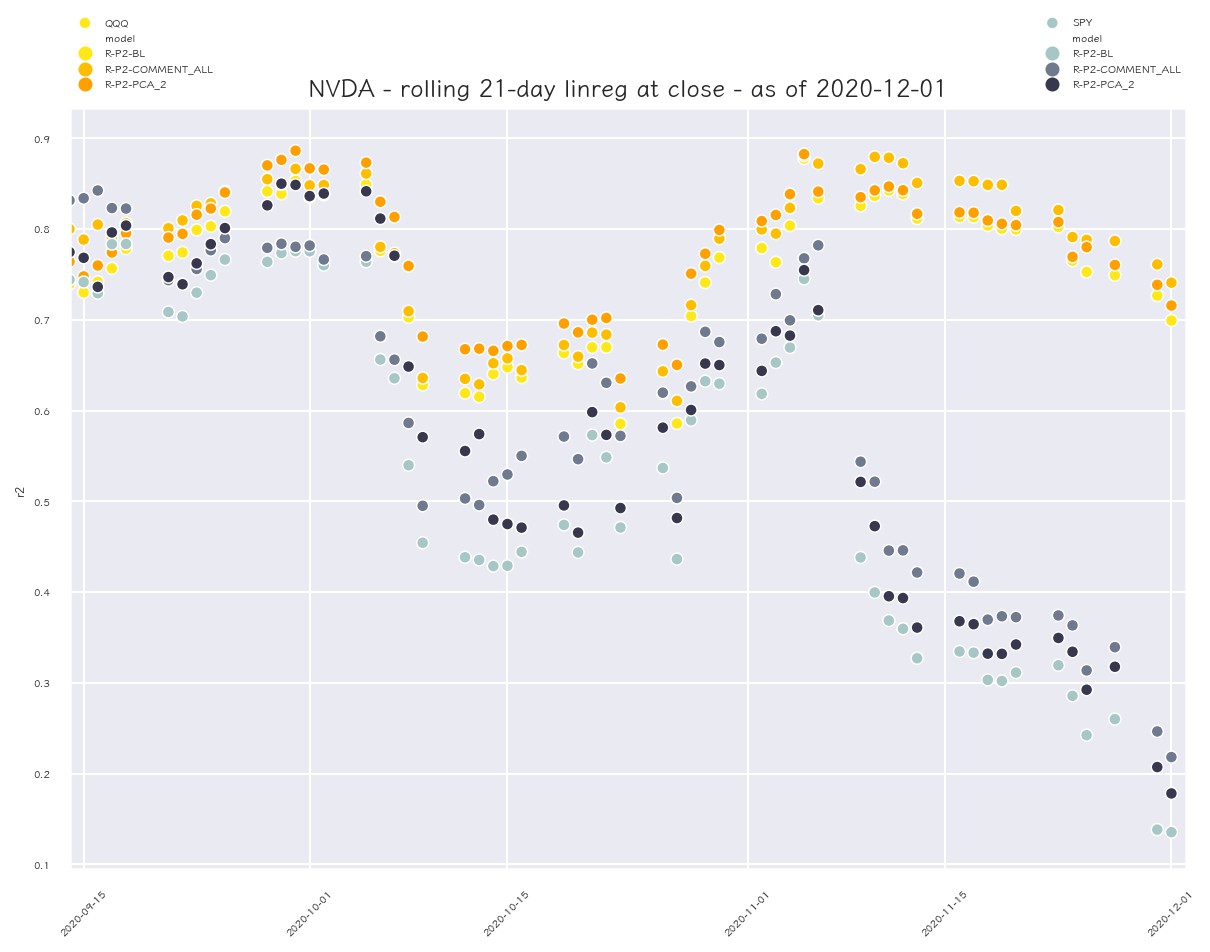 QQQ
model
R-P2-BL
R-P2-COMMENT_ALL
R-P2-PCA_2
SPY
model
R-P2-BL
R-P2-COMMENT_ALL
R-P2-PCA_2
NVDA - rolling 21-day linreg at close - as of 2020-12-01
0.9
0.8
0.7
0.6
0.5
0.4
0.3
0.2
0.1
r2
2020-09-15
2020-10-01
2020-10-15
2020-11-01
2020-11-15
2020-12-01